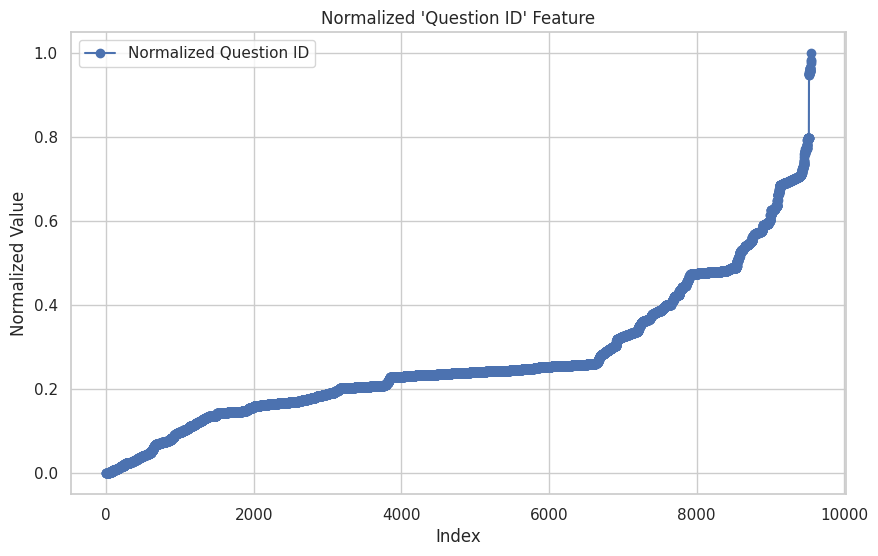 Normalized 'Question ID' Feature
Normalized Question ID
1.0
0.8
0.6
0.4
0.2
0.0
Normalized Value
0 2000 4000 6000 8000 10000
Index